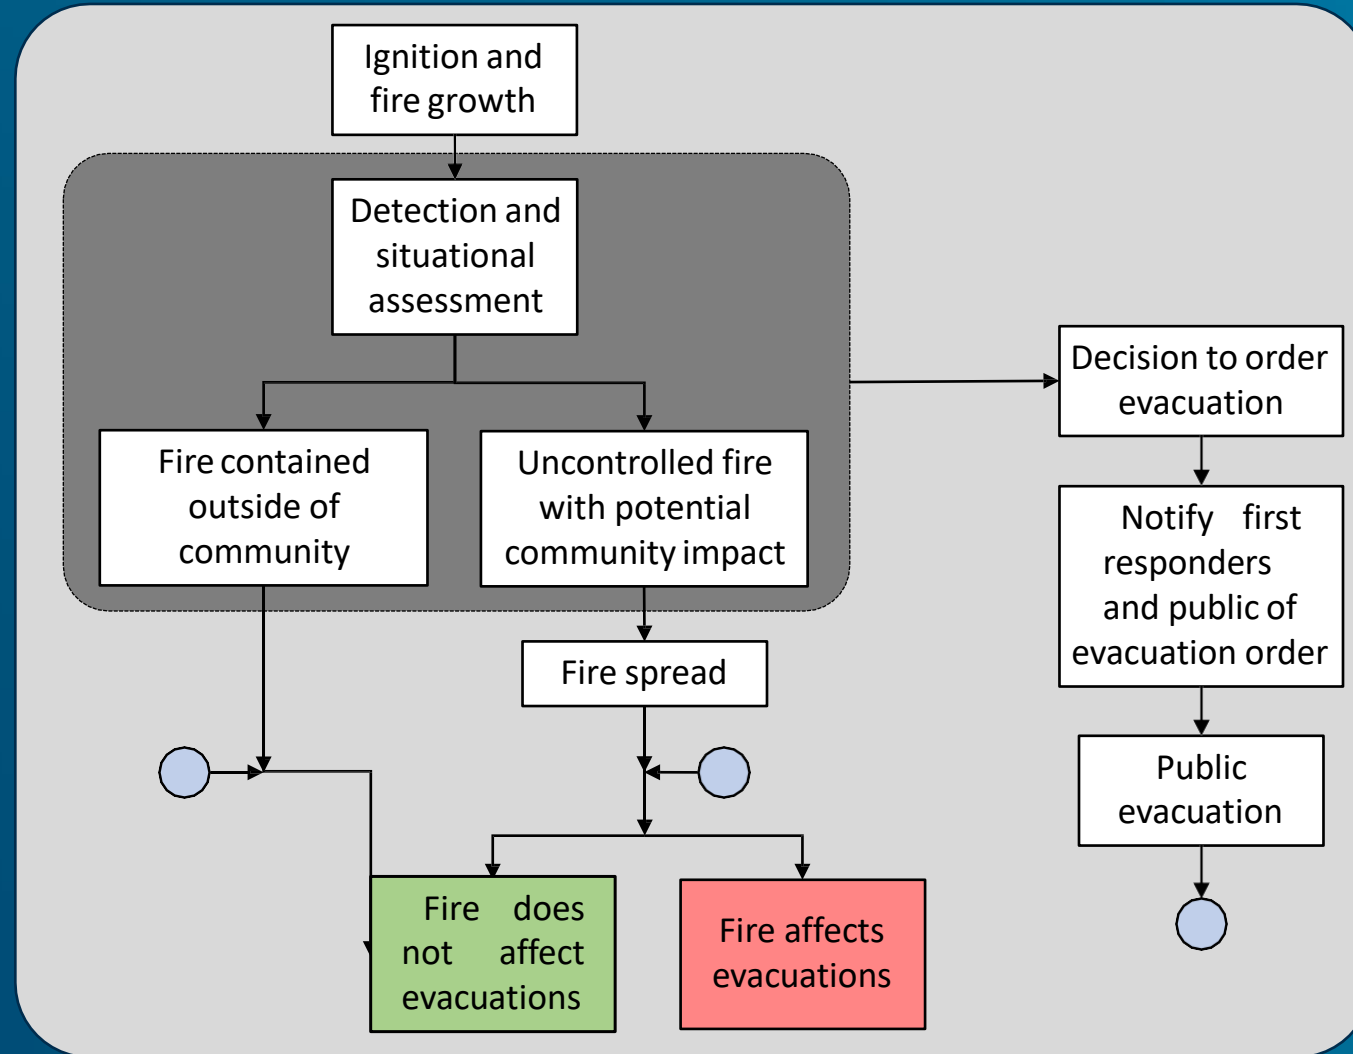 Ignition and
fire growth
Detection and
situational
assessment
Fire contained
outside of
community
Uncontrolled fire
with potential
community impact
Fire spread
Fire does
not affect
evacuations
Fire affects
evacuations
Decision to order
evacuation
Notify first
responders
and public of
evacuation order
Public
evacuation